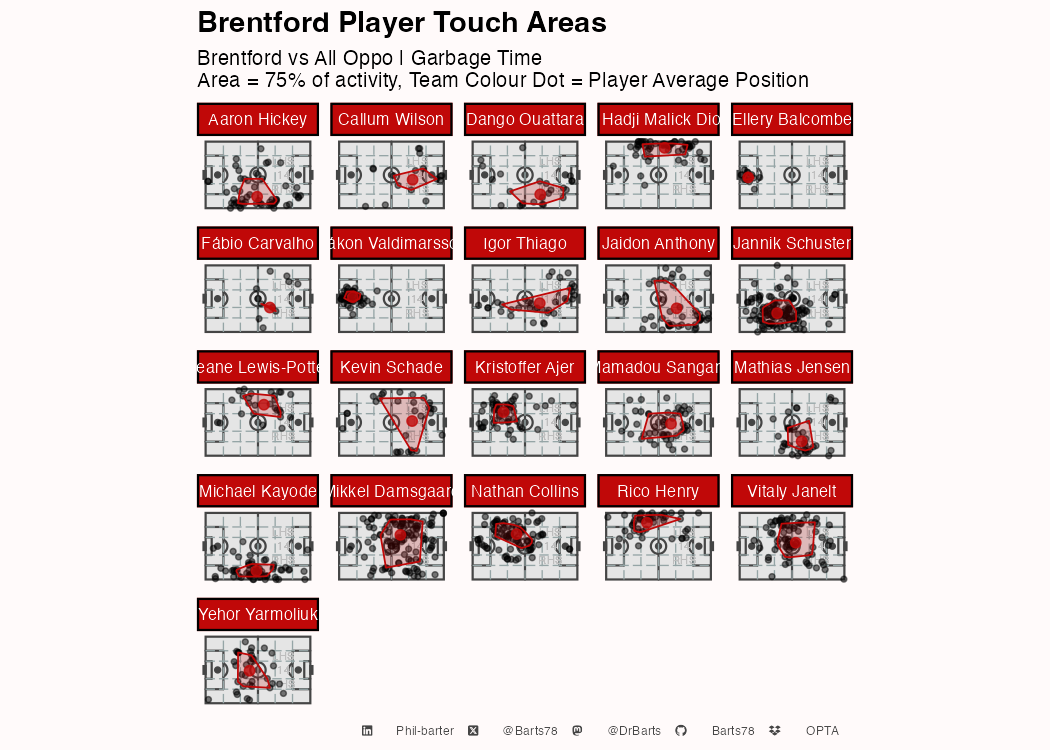 Brentford Player Touch Areas
Brentford vs All Oppo | Garbage Time
Area = 75% of activity, Team Colour Dot = Player Average Position
Aaron Hickey Callum Wilson Dango Ouattara Hadji Malick Dio Ellery Balcombe
Fábio Carvalho åkon Valdimarsso Igor Thiago Jaidon Anthony Jannik Schuster
eane Lewis-Potte Kevin Schade Kristoffer Ajer Mamadou Sangar Mathias Jensen
Michael Kayode Mikkel Damsgaard Nathan Collins Rico Henry Vitaly Janelt
Yehor Yarmoliuk
Phil-barter @Barts78 @DrBarts Barts78 OPTA